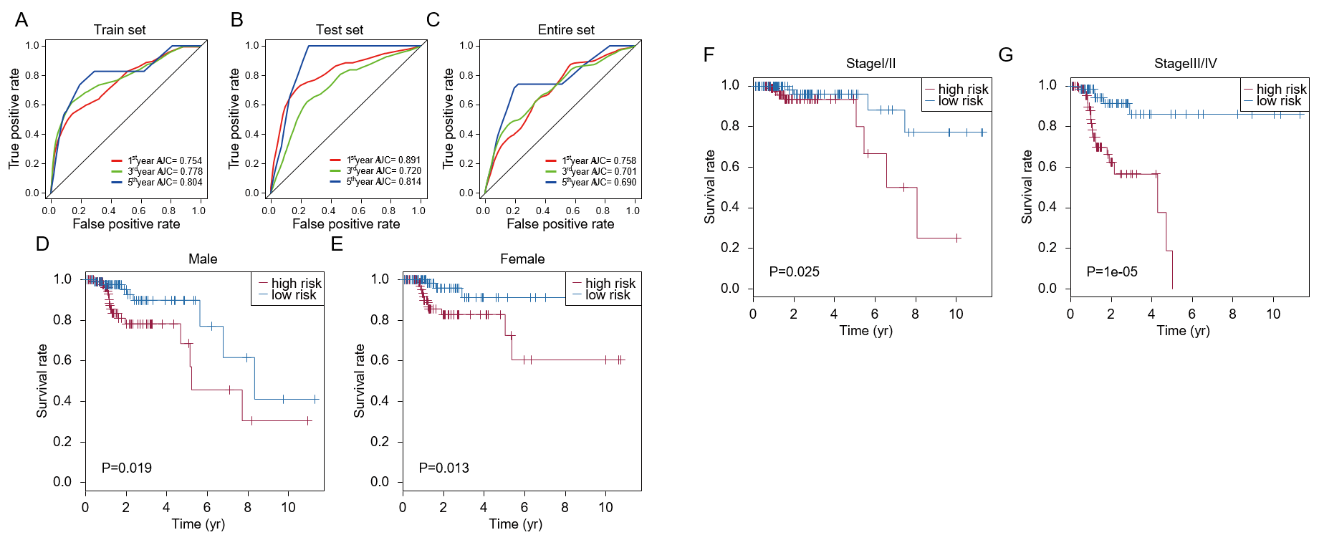 A
Train set
1.0
0.8
0.6
0.4
0.2
0.0
True positive rate
1st year AUC= 0.754
3rd year AUC= 0.778
5th year AUC= 0.804
0.0 0.2 0.4 0.6 0.8 1.0
False positive rate
B
Test set
1.0
0.8
0.6
0.4
0.2
0.0
True positive rate
1st year AUC= 0.891
3rd year AUC= 0.720
5th year AUC= 0.814
0.0 0.2 0.4 0.6 0.8 1.0
False positive rate
C
Entire set
1.0
0.8
0.6
0.4
0.2
0.0
True positive rate
1st year AUC= 0.758
3rd year AUC= 0.701
5th year AUC= 0.690
0.0 0.2 0.4 0.6 0.8 1.0
False positive rate
D
Male
high risk
low risk
1.0
0.8
0.6
0.4
0.2
0.0
Survival rate
P=0.019
0 2 4 6 8 10
Time (yr)
E
Female
high risk
low risk
1.0
0.8
0.6
0.4
0.2
0.0
Survival rate
P=0.013
0 2 4 6 8 10
Time (yr)
F
StageI/II
high risk
low risk
1.0
0.8
0.6
0.4
0.2
0.0
Survival rate
P=0.025
0 2 4 6 8 10
Time (yr)
G
StageIII/IV
high risk
low risk
1.0
0.8
0.6
0.4
0.2
0.0
Survival rate
P=1e-05
0 2 4 6 8 10
Time (yr)